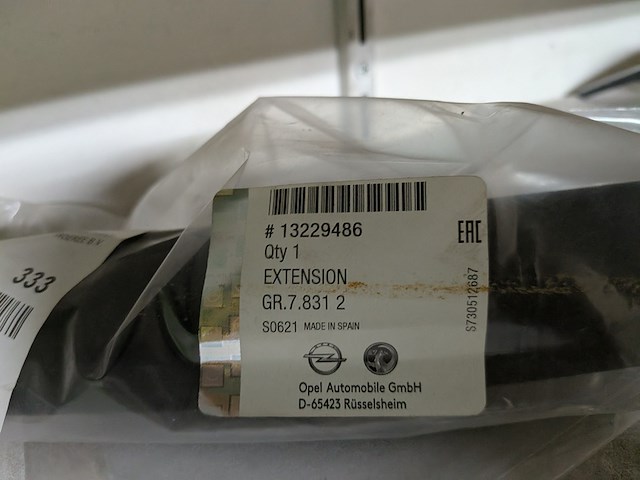 # 13229486
Qty 1
EXTENSION
GR.7.831 2
S0621 MADE IN SPAIN
Opel Automobile GmbH
D-65423 Rüsselsheim
EAC
S730512687
333